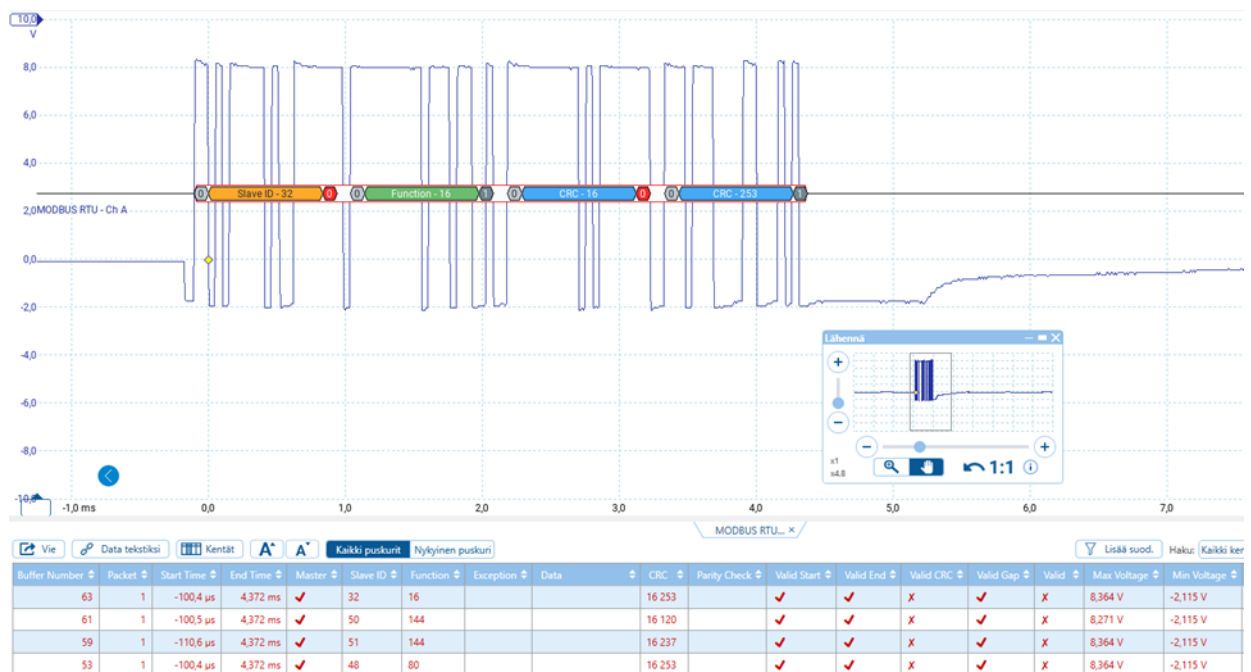 10,0
V
8,0
6,0
4,0
0 Slave ID - 32 0 0 Function - 16 1 0 CRC - 16 0 0 CRC - 253 1
2,0 MODBUS RTU - Ch A
0,0
-2,0
-4,0
-6,0
-8,0
-10,0
Lähennä
x1
x4,8
1:1
-1,0 ms 0,0 1,0 2,0 3,0 4,0 5,0 6,0 7,0
MODBUS RTU... ×
Vie Data tekstiksi Kentät A A Kaikki puskurit Nykyinen puskuri Lisää suod. Haku: Kaikki ken
Buffer Number Packet Start Time End Time Master Slave ID Function Exception Data CRC Parity Check Valid Start Valid End Valid CRC Valid Gap Valid Max Voltage Min Voltage
63 1 -100,4 µs 4,372 ms ✓ 32 16 16 253 ✓ ✓ x ✓ x 8,364 V -2,115 V
61 1 -100,5 µs 4,372 ms ✓ 50 144 16 120 ✓ ✓ x ✓ x 8,271 V -2,115 V
59 1 -110,6 µs 4,372 ms ✓ 51 144 16 237 ✓ ✓ x ✓ x 8,364 V -2,115 V
53 1 -100,4 µs 4,372 ms ✓ 48 80 16 253 ✓ ✓ x ✓ x 8,364 V -2,115 V